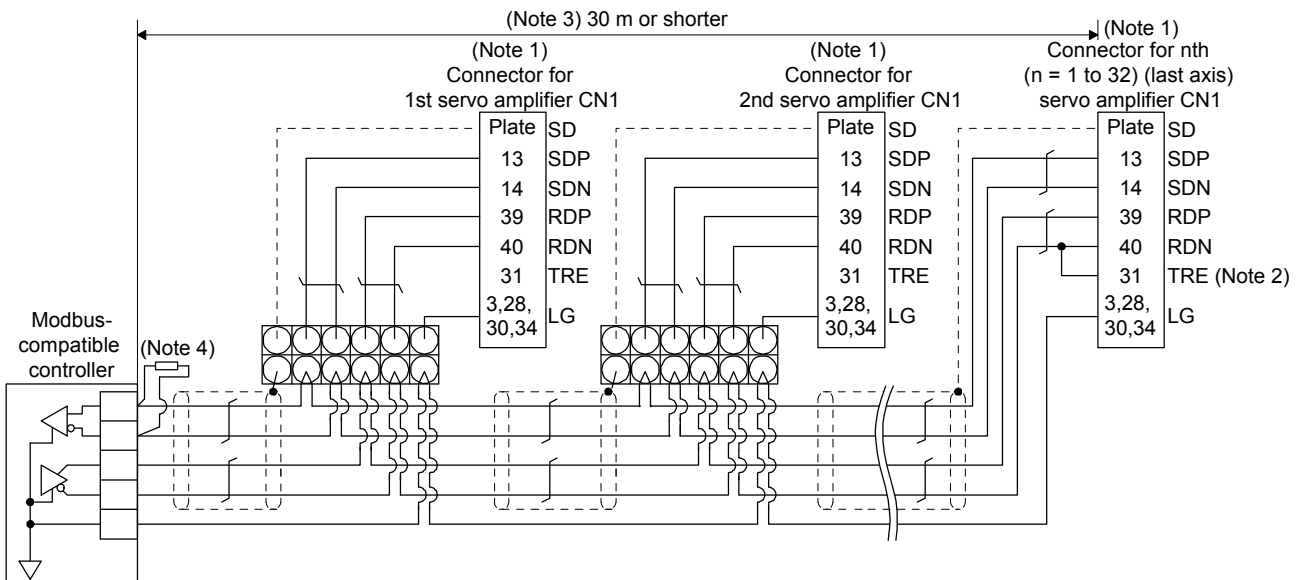 (Note 3) 30 m or shorter
(Note 1)
Connector for
1st servo amplifier CN1
Plate SD
13 SDP
14 SDN
39 RDP
40 RDN
31 TRE
3,28,
30,34 LG
(Note 1)
Connector for
2nd servo amplifier CN1
Plate SD
13 SDP
14 SDN
39 RDP
40 RDN
31 TRE
3,28,
30,34 LG
(Note 1)
Connector for nth
(n = 1 to 32) (last axis)
servo amplifier CN1
Plate SD
13 SDP
14 SDN
39 RDP
40 RDN
31 TRE (Note 2)
3,28,
30,34 LG
Modbus-
compatible
controller
(Note 4)